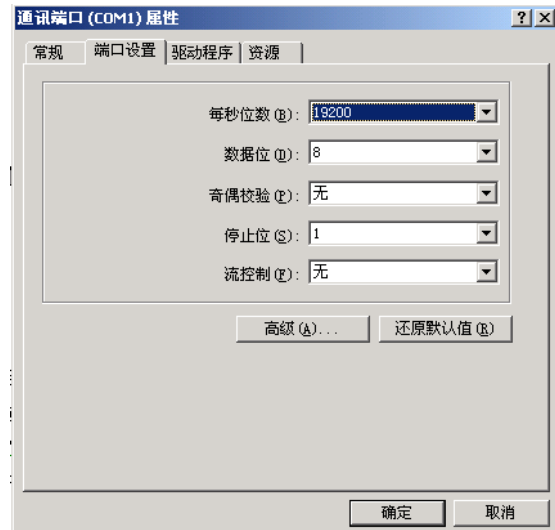 通讯端口 (COM1) 属性
常规 端口设置 驱动程序 资源
每秒位数(B): 19200
数据位(D): 8
奇偶校验(P): 无
停止位(S): 1
流控制(F): 无
高级(A)... 还原默认值(R)
确定 取消